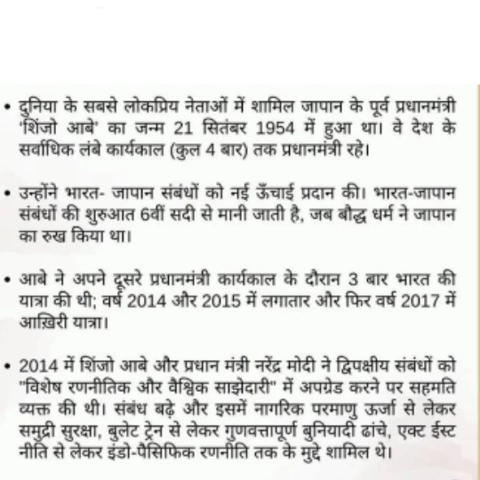 • दुनिया के सबसे लोकप्रिय नेताओं में शामिल जापान के पूर्व प्रधानमंत्री
'शिंजो आबे' का जन्म 21 सितंबर 1954 में हुआ था। वे देश के
सर्वाधिक लंबे कार्यकाल (कुल 4 बार) तक प्रधानमंत्री रहे।
• उन्होंने भारत- जापान संबंधों को नई ऊँचाई प्रदान की। भारत-जापान
संबंधों की शुरुआत 6वीं सदी से मानी जाती है, जब बौद्ध धर्म ने जापान
का रुख किया था।
• आबे ने अपने दूसरे प्रधानमंत्री कार्यकाल के दौरान 3 बार भारत की
यात्रा की थी; वर्ष 2014 और 2015 में लगातार और फिर वर्ष 2017 में
आख़िरी यात्रा।
• 2014 में शिंजो आबे और प्रधान मंत्री नरेंद्र मोदी ने द्विपक्षीय संबंधों को
"विशेष रणनीतिक और वैश्विक साझेदारी" में अपग्रेड करने पर सहमति
व्यक्त की थी। संबंध बढ़े और इसमें नागरिक परमाणु ऊर्जा से लेकर
समुद्री सुरक्षा, बुलेट ट्रेन से लेकर गुणवत्तापूर्ण बुनियादी ढांचे, एक्ट ईस्ट
नीति से लेकर इंडो-पैसिफिक रणनीति तक के मुद्दे शामिल थे।